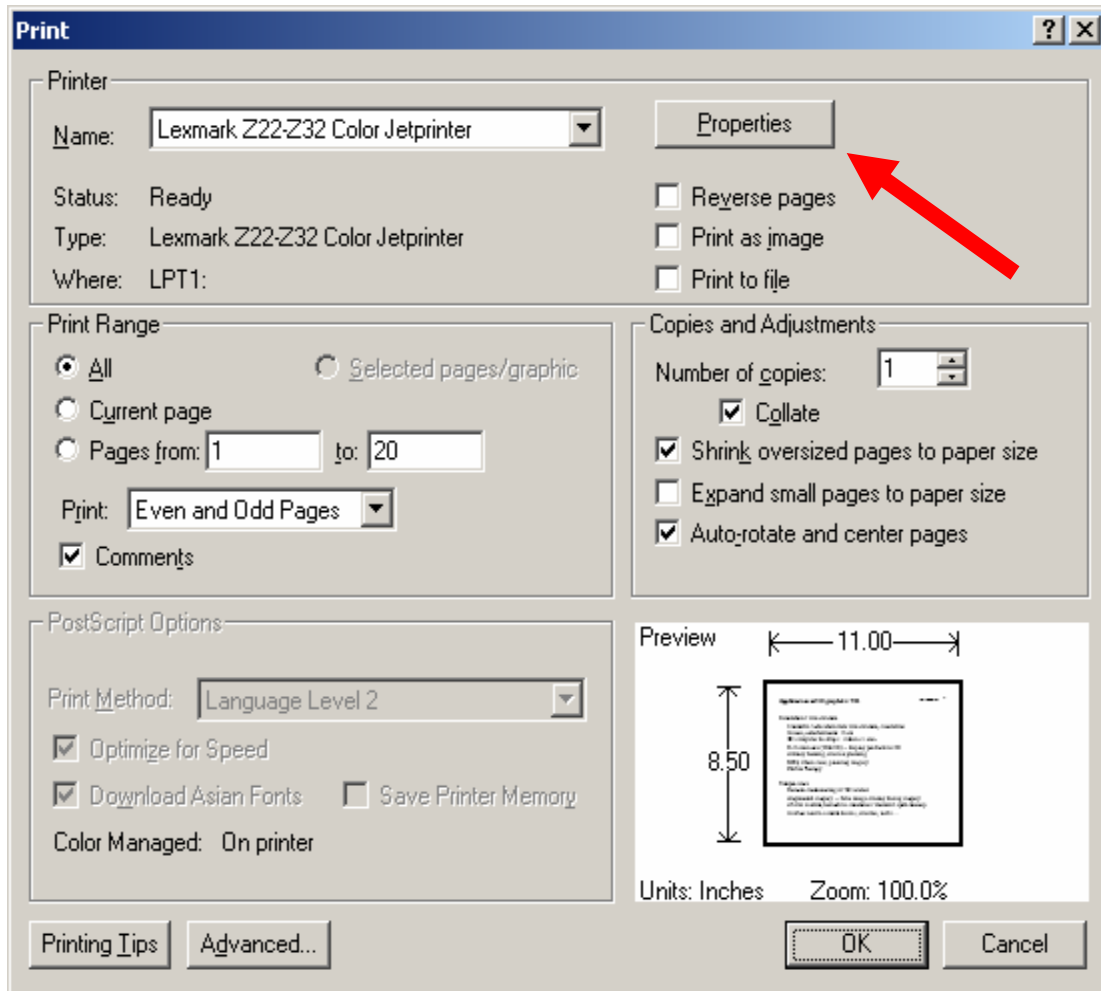 Print
Printer
Name: Lexmark Z22-Z32 Color Jetprinter
Properties
Status: Ready
Reverse pages
Type: Lexmark Z22-Z32 Color Jetprinter
Print as image
Where: LPT1:
Print to file
Print Range
All
Selected pages/graphic
Current page
Pages from: 1 to: 20
Print: Even and Odd Pages
Comments
Copies and Adjustments
Number of copies: 1
Collate
Shrink oversized pages to paper size
Expand small pages to paper size
Auto-rotate and center pages
PostScript Options
Print Method: Language Level 2
Optimize for Speed
Download Asian Fonts
Save Printer Memory
Color Managed: On printer
Preview
11.00
8.50
Units: Inches
Zoom: 100.0%
Printing Tips
Advanced...
OK
Cancel